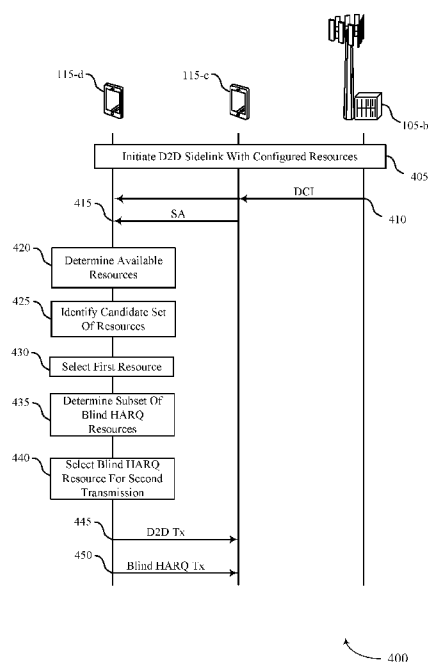 115-d
115-e
105-b
Initiate D2D Sidelink With Configured Resources
405
415
DCI
SA
410
420
Determine Available
Resources
425
Identify Candidate Set
Of Resources
430
Select First Resource
435
Determine Subset Of
Blind HARQ
Resources
440
Select Blind HARQ
Resource For Second
Transmission
445
D2D Tx
450
Blind HARQ Tx
400